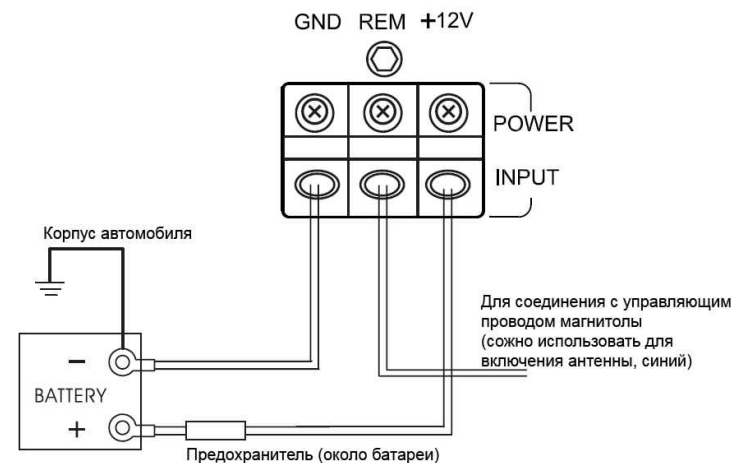 GND REM +12V
POWER
INPUT
Корпус автомобиля
Для соединения с управляющим
проводом магнитолы
(сожно использовать для
включения антенны, синий)
−
BATTERY
+
Предохранитель (около батареи)